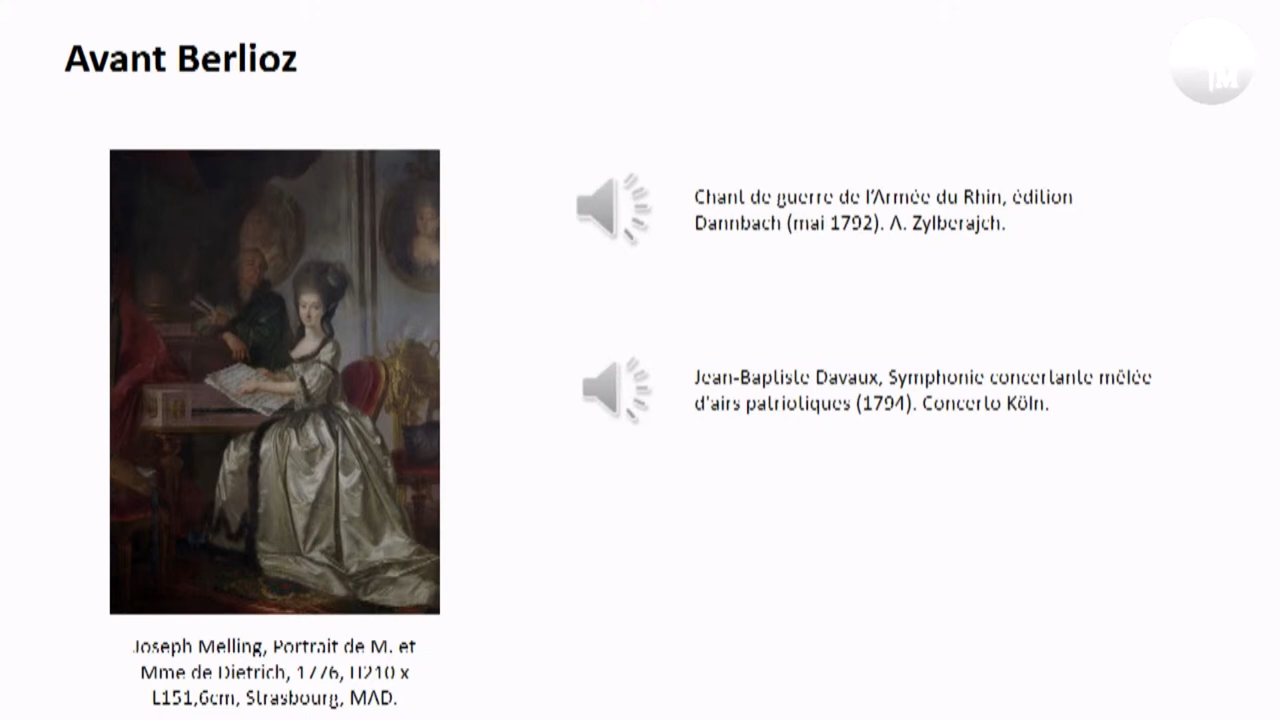 Avant Berlioz
M
Chant de guerre de l'Armée du Rhin, édition
Dannbach (mai 1792). A. Zylberajch.
Jean-Baptiste Davaux, Symphonie concertante mêlée
d'airs patriotiques (1794). Concerto Köln.
Joseph Melling, Portrait de M. et
Mme de Dietrich, 1776, H210 x
L151,6cm, Strasbourg, MAD.